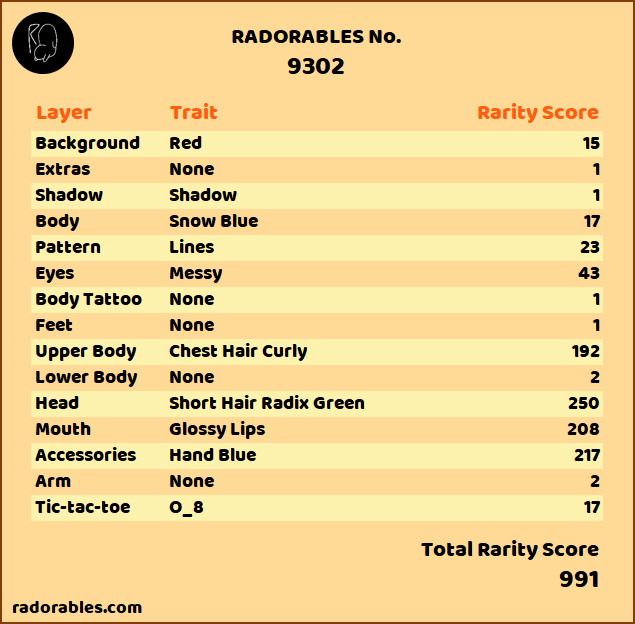 RADORABLES No.
9302
Layer Trait Rarity Score
Background Red 15
Extras None 1
Shadow Shadow 1
Body Snow Blue 17
Pattern Lines 23
Eyes Messy 43
Body Tattoo None 1
Feet None 1
Upper Body Chest Hair Curly 192
Lower Body None 2
Head Short Hair Radix Green 250
Mouth Glossy Lips 208
Accessories Hand Blue 217
Arm None 2
Tic-tac-toe O_8 17
Total Rarity Score
991
radorables.com